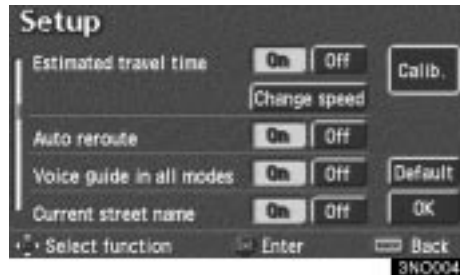 Setup
Estimated travel time On Off Calib.
Change speed
Auto reroute On Off
Voice guide in all modes On Off Default
Current street name On Off OK
Select function Enter Back
3NO004